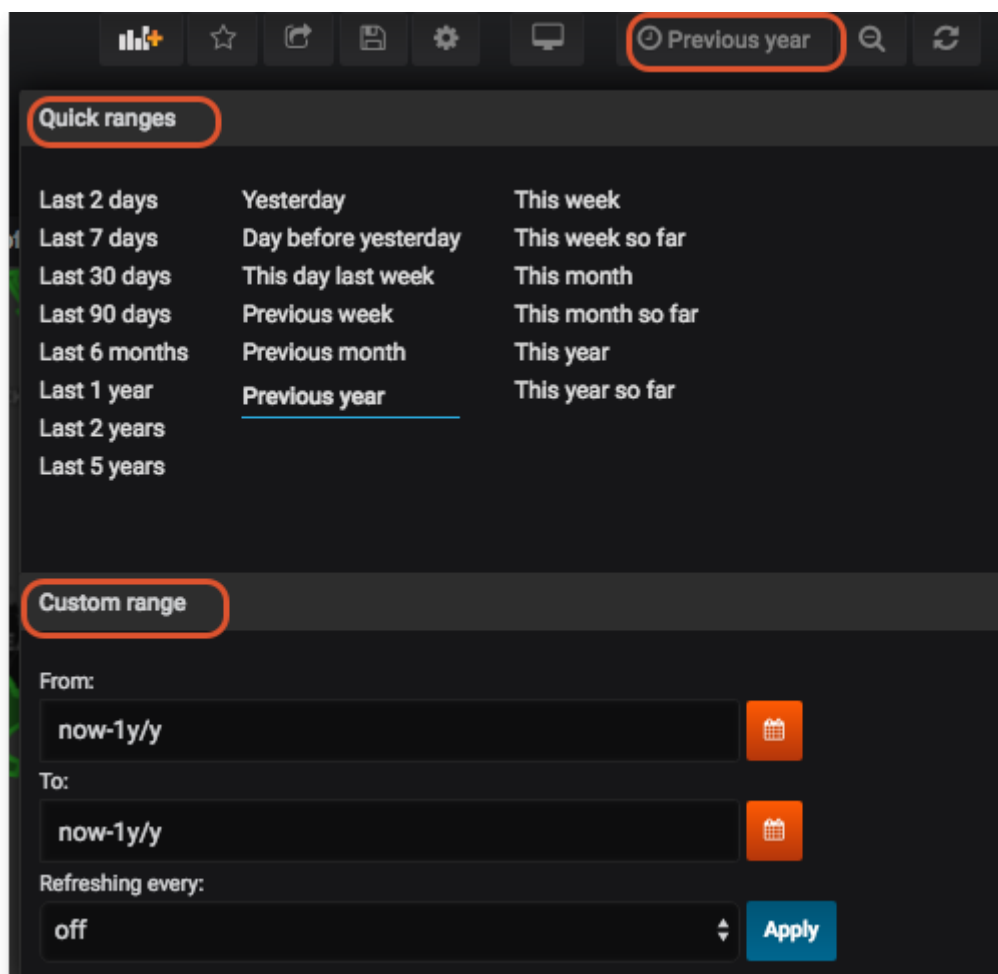 Previous year
Quick ranges
Last 2 days
Last 7 days
Last 30 days
Last 90 days
Last 6 months
Last 1 year
Last 2 years
Last 5 years
Yesterday
Day before yesterday
This day last week
Previous week
Previous month
Previous year
This week
This week so far
This month
This month so far
This year
This year so far
Custom range
From:
now-1y/y
To:
now-1y/y
Refreshing every:
off
Apply